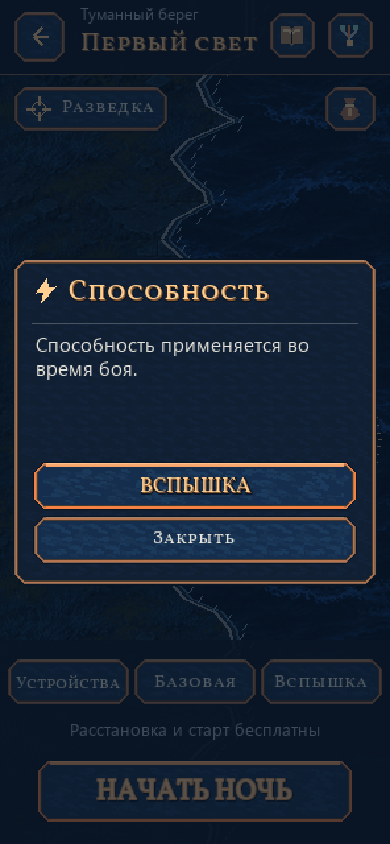 Туманный берег
Первый свет
Разведка
Способность
Способность применяется во
время боя.
ВСПЫШКА
Закрыть
Устройства
Базовая
Вспышка
Расстановка и старт бесплатны
НАЧАТЬ НОЧЬ